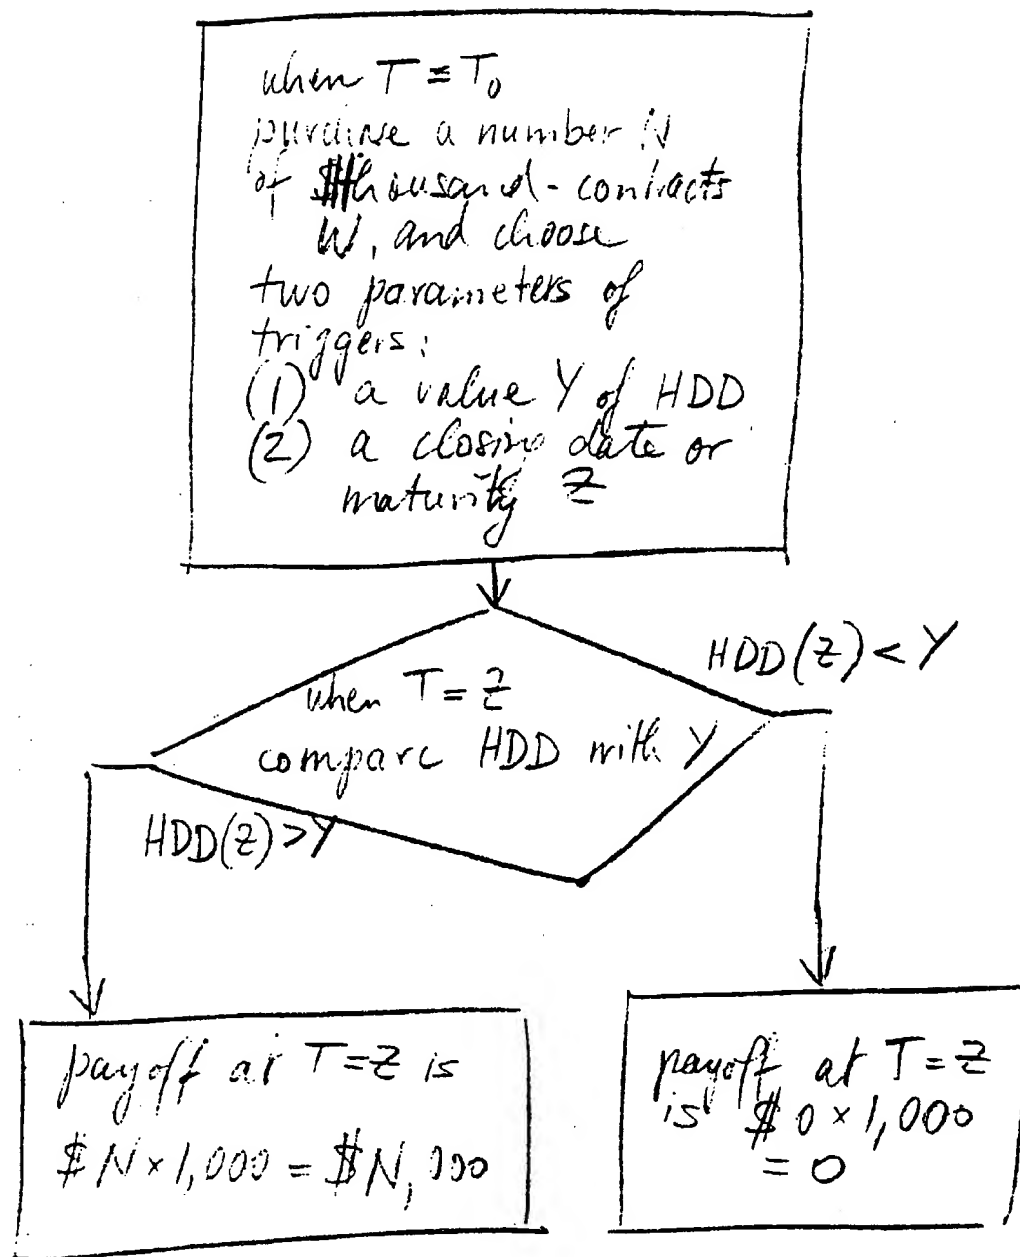 when T = T₀
purchase a number N
of $thousand-contracts
W, and choose
two parameters of
triggers:
(1) a value Y of HDD
(2) a closing date or
maturity Z
HDD(Z) < Y
when T = Z
compare HDD with Y
HDD(Z) > Y
payoff at T = Z is
$N × 1,000 = $N,000
payoff at T = Z
is $0 × 1,000
= 0